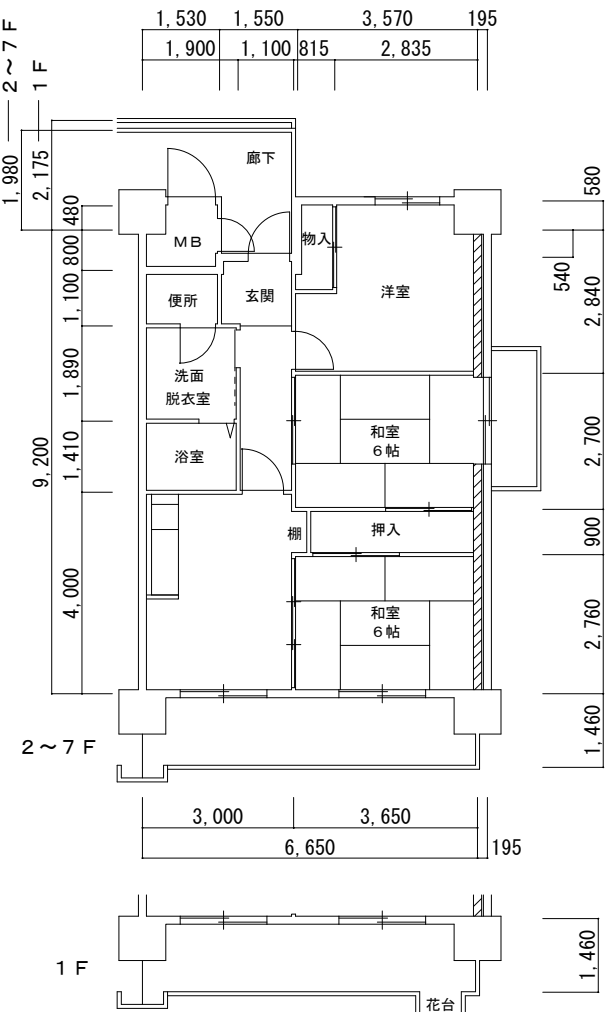 1,530 1,550 3,570 195
1,900 1,100 815 2,835
2～7F
1F
1,980
2,175
廊下
580
480
ＭＢ
物入
800
540
便所
玄関
洋室
1,100
2,840
洗面
脱衣室
1,890
和室
６帖
2,700
浴室
1,410
9,200
棚
押入
900
4,000
和室
６帖
2,760
2～7F
1,460
3,000 3,650
6,650 195
1F
1,460
花台